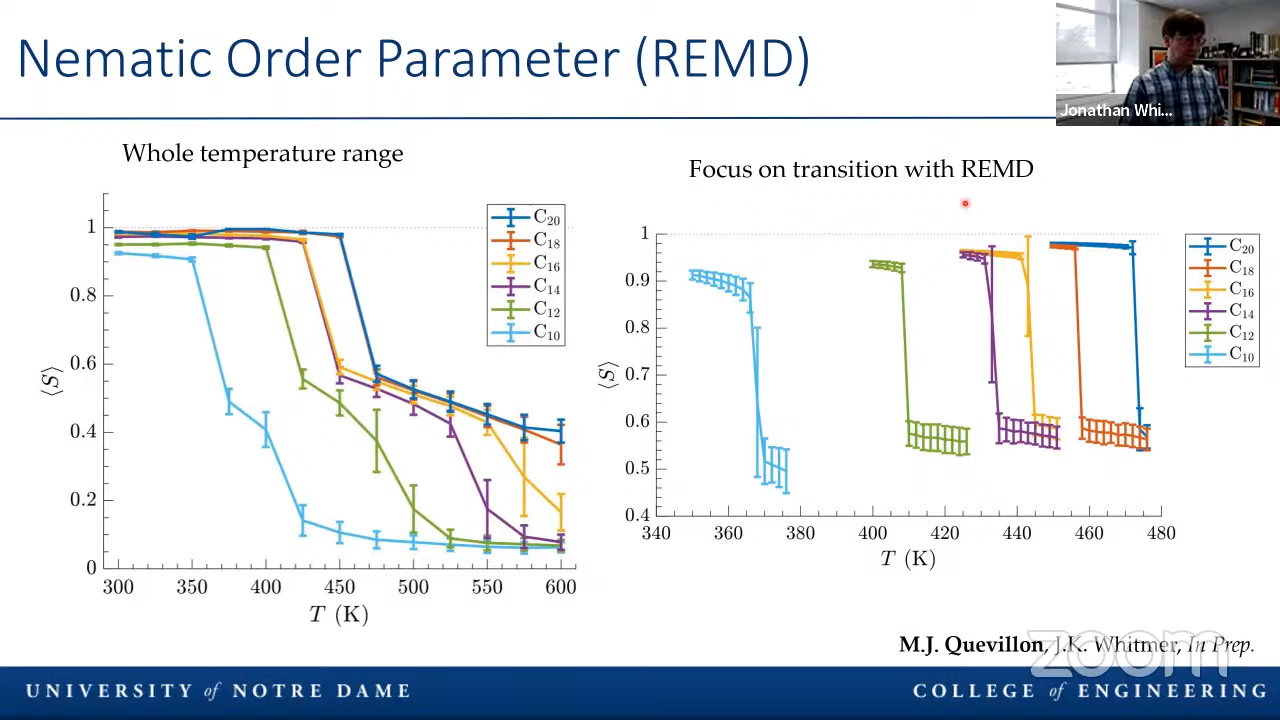 Nematic Order Parameter (REMD)
Jonathan Whi...
Whole temperature range
1
0.8
0.6
0.4
0.2
0
⟨S⟩
300 350 400 450 500 550 600
T (K)
C20
C18
C16
C14
C12
C10
Focus on transition with REMD
1
0.9
0.8
0.7
0.6
0.5
0.4
⟨S⟩
340 360 380 400 420 440 460 480
T (K)
C20
C18
C16
C14
C12
C10
M.J. Quevillon, J.K. Whitmer, In Prep.
zoom
UNIVERSITY of NOTRE DAME
COLLEGE of ENGINEERING